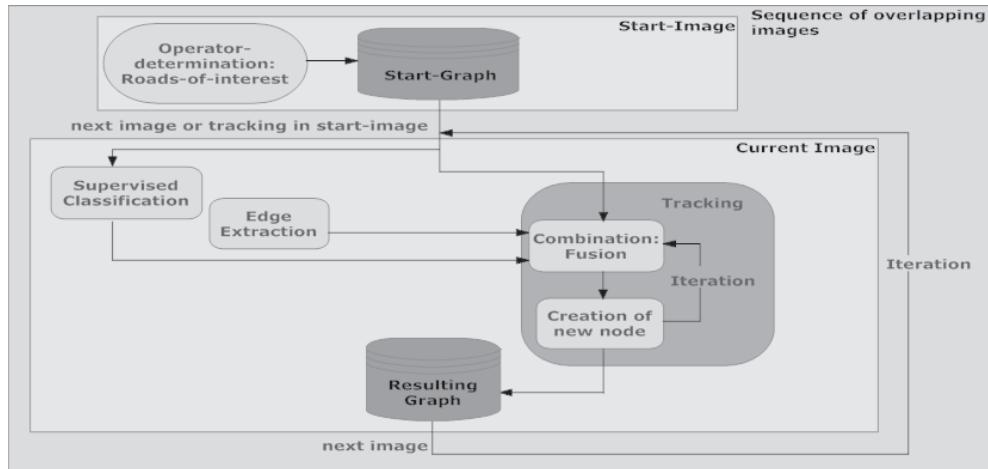 Sequence of overlapping
images
Start-Image
Operator-
determination:
Roads-of-interest
Start-Graph
next image or tracking in start-image
Current Image
Supervised
Classification
Edge
Extraction
Tracking
Combination:
Fusion
Iteration
Creation of
new node
Iteration
Resulting
Graph
next image